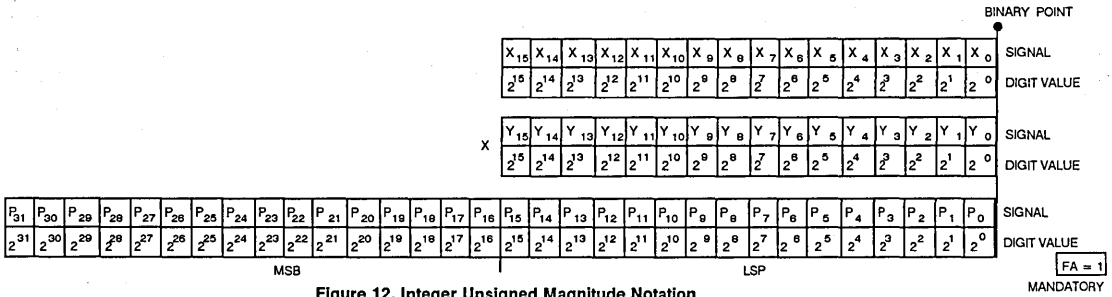 BINARY POINT
X15 X14 X13 X12 X11 X10 X9 X8 X7 X6 X5 X4 X3 X2 X1 X0 SIGNAL
2^15 2^14 2^13 2^12 2^11 2^10 2^9 2^8 2^7 2^6 2^5 2^4 2^3 2^2 2^1 2^0 DIGIT VALUE
X
Y15 Y14 Y13 Y12 Y11 Y10 Y9 Y8 Y7 Y6 Y5 Y4 Y3 Y2 Y1 Y0 SIGNAL
2^15 2^14 2^13 2^12 2^11 2^10 2^9 2^8 2^7 2^6 2^5 2^4 2^3 2^2 2^1 2^0 DIGIT VALUE
P31 P30 P29 P28 P27 P26 P25 P24 P23 P22 P21 P20 P19 P18 P17 P16 P15 P14 P13 P12 P11 P10 P9 P8 P7 P6 P5 P4 P3 P2 P1 P0 SIGNAL
2^31 2^30 2^29 2^28 2^27 2^26 2^25 2^24 2^23 2^22 2^21 2^20 2^19 2^18 2^17 2^16 2^15 2^14 2^13 2^12 2^11 2^10 2^9 2^8 2^7 2^6 2^5 2^4 2^3 2^2 2^1 2^0 DIGIT VALUE
MSB LSP
FA = 1
MANDATORY
Figure 12. Integer Unsigned Magnitude Notation